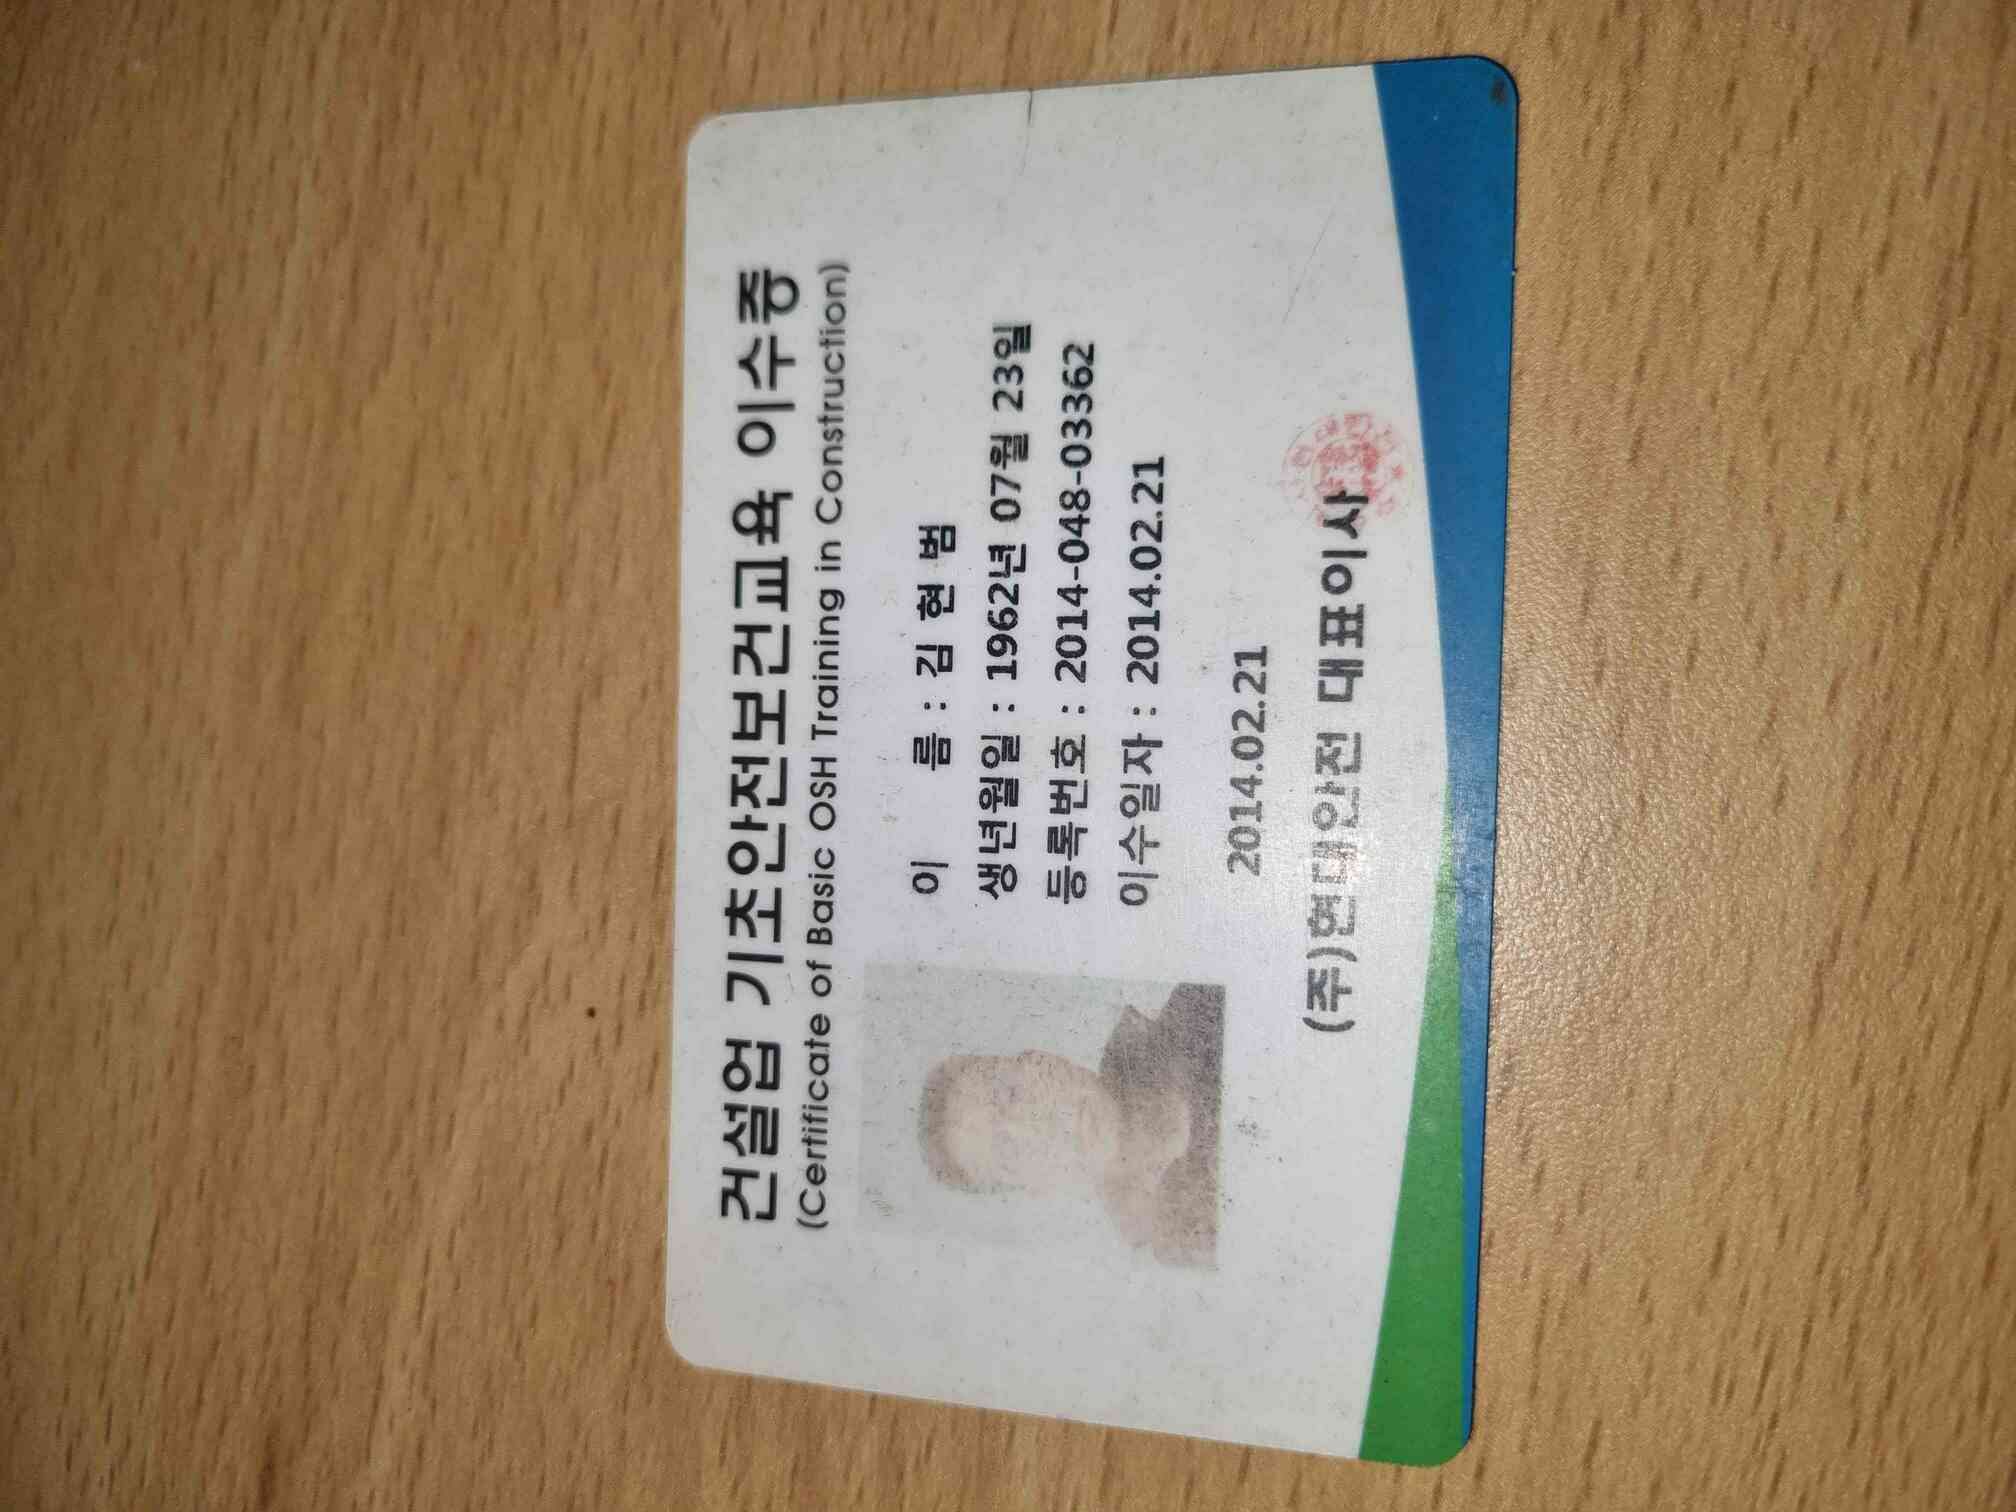 건설업 기초안전보건교육 이수증
(Certificate of Basic OSH Training in Construction)
이 름 : 김 현 범
생년월일 : 1962년 07월 23일
등록번호 : 2014-048-03362
이수일자 : 2014.02.21
2014.02.21
(주)현대안전 대표이사